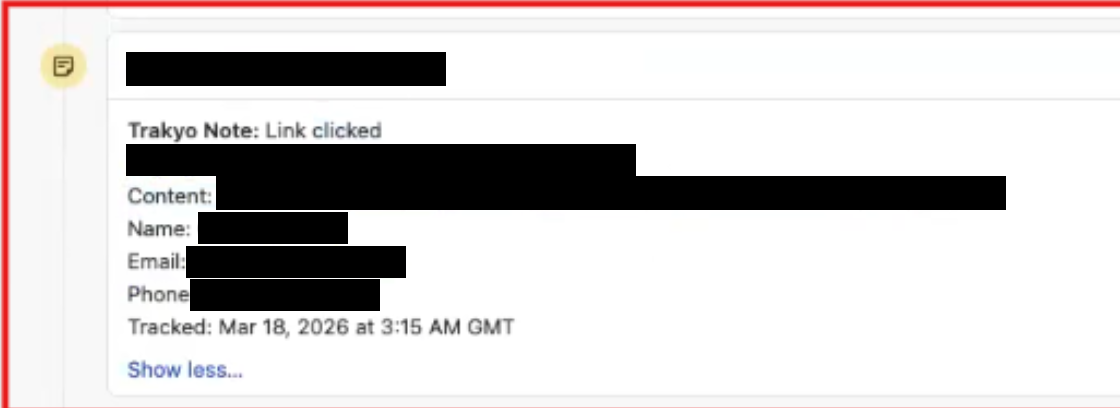 Trakyo Note: Link clicked
Content:
Name:
Email:
Phone
Tracked: Mar 18, 2026 at 3:15 AM GMT
Show less...